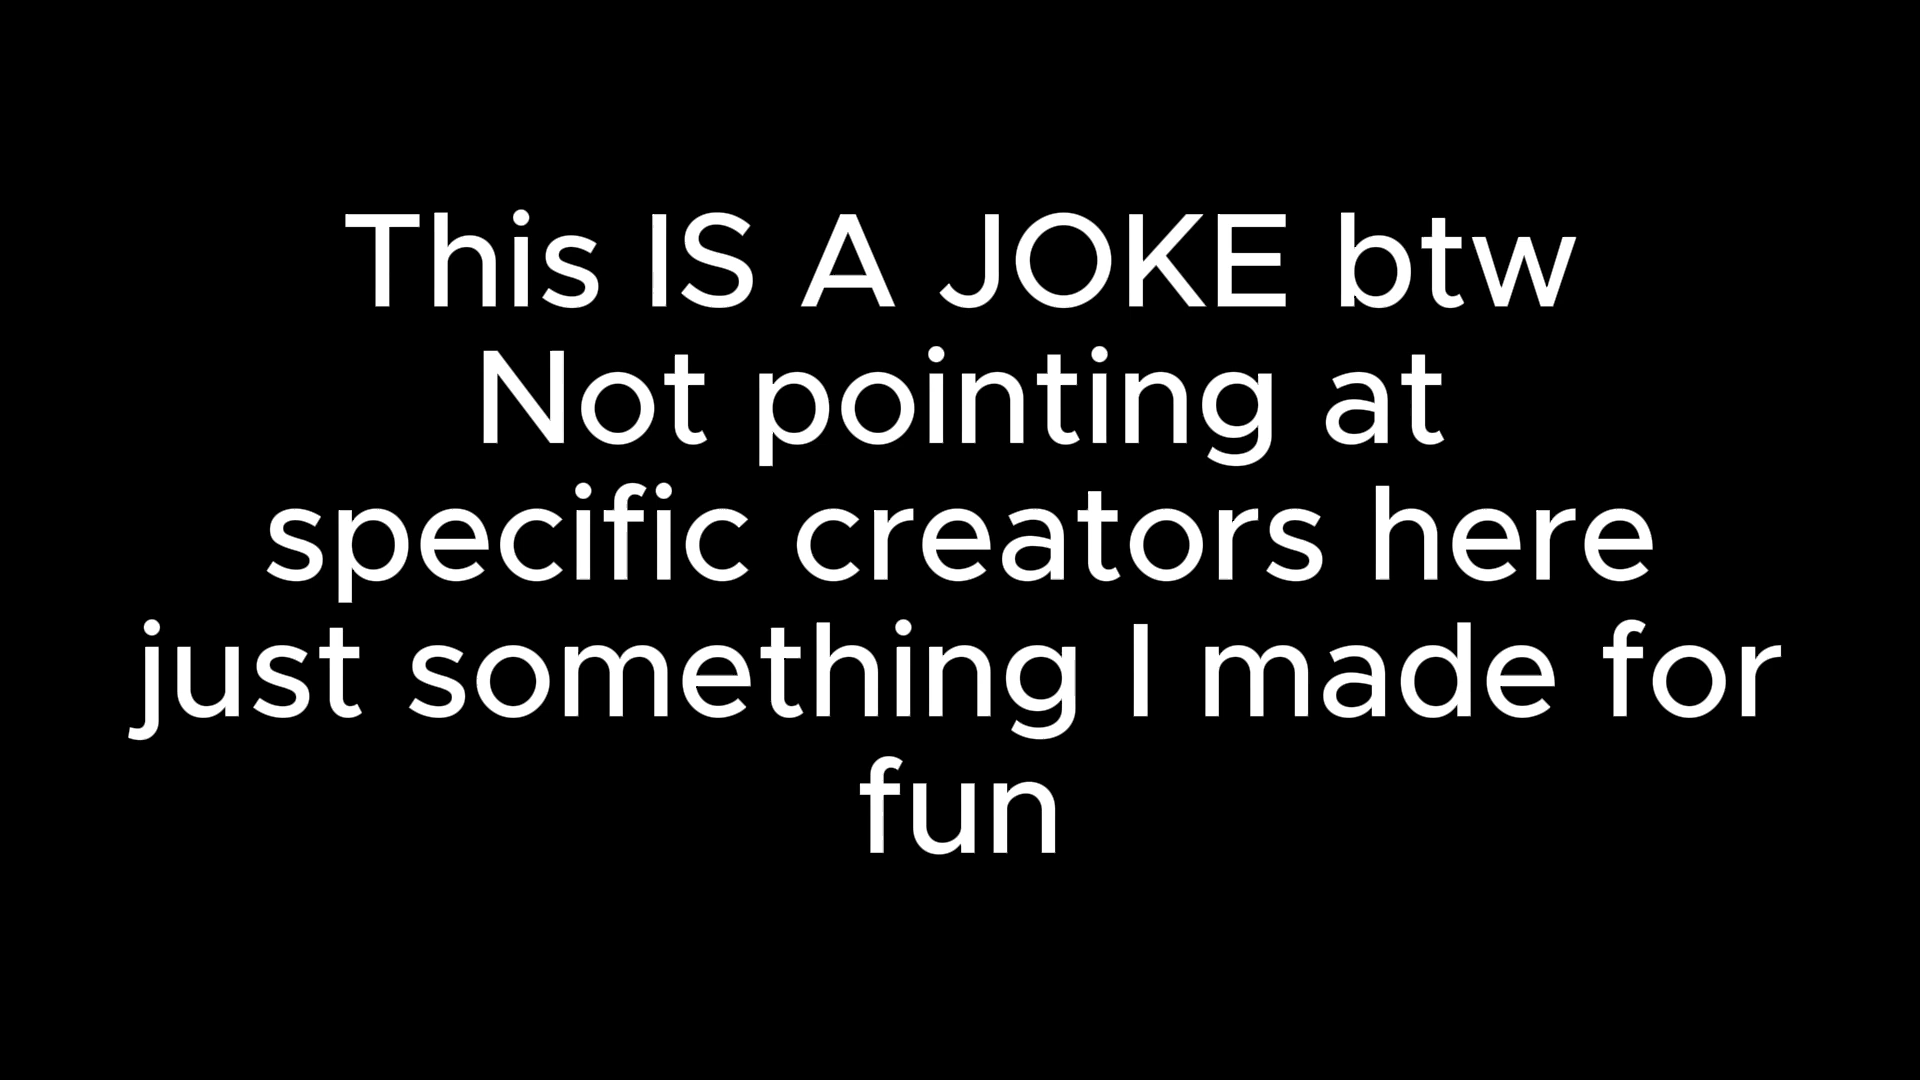 This IS A JOKE btw
Not pointing at
specific creators here
just something I made for
fun